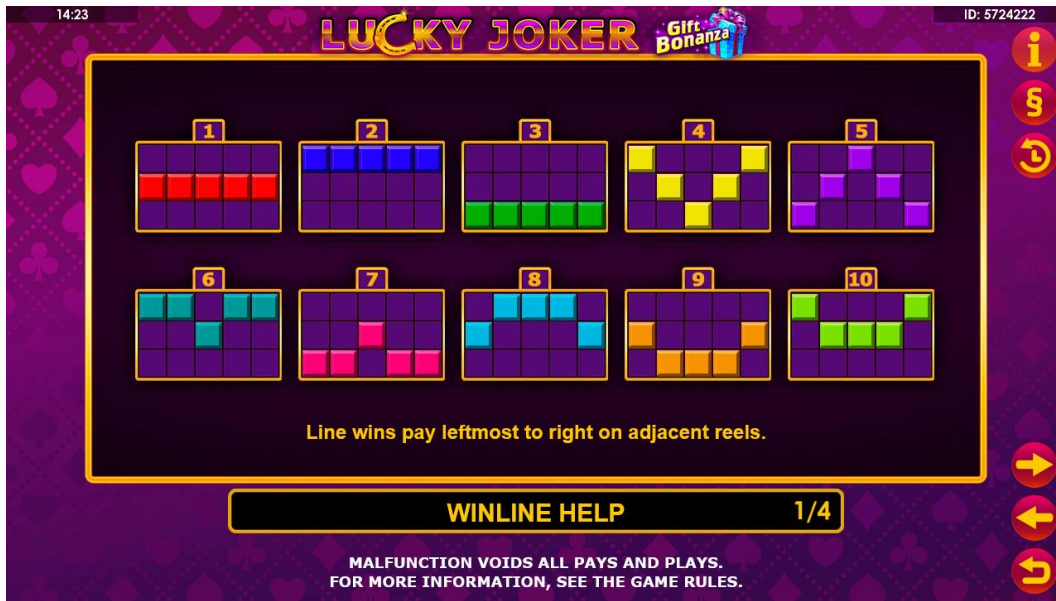 14:23
ID: 5724222
LUCKY JOKER
Gift
Bonanza
i
§
1 2 3 4 5
6 7 8 9 10
Line wins pay leftmost to right on adjacent reels.
WINLINE HELP 1/4
MALFUNCTION VOIDS ALL PAYS AND PLAYS.
FOR MORE INFORMATION, SEE THE GAME RULES.